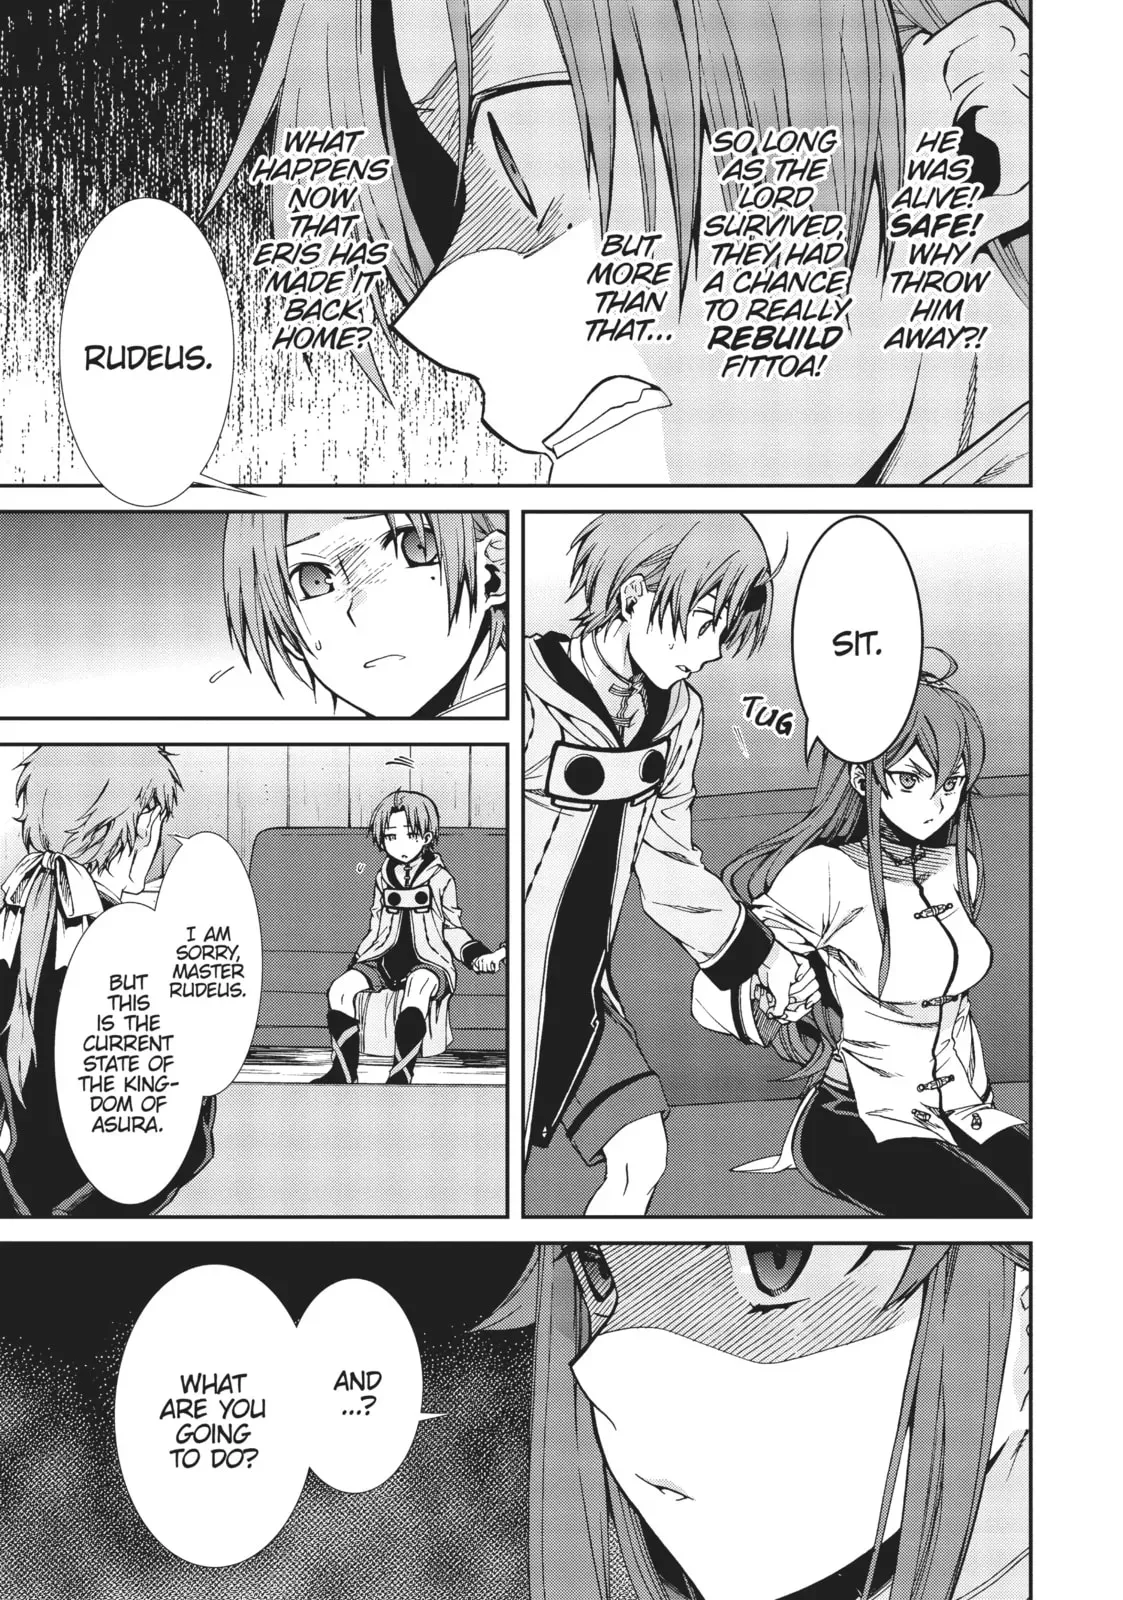 HE
WAS
ALIVE!
SAFE!
WHY
THROW
HIM
AWAY?!
SO LONG
AS THE
LORD
SURVIVED,
THEY HAD
A CHANCE
TO REALLY
REBUILD
FITTOA!
BUT
MORE
THAN
THAT...
WHAT
HAPPENS
NOW
THAT
ERIS HAS
MADE IT
BACK
HOME?
RUDEUS.
SIT.
TUG
I AM
SORRY,
MASTER
RUDEUS.
BUT
THIS
IS THE
CURRENT
STATE OF
THE KING-
DOM OF
ASURA.
AND
...?
WHAT
ARE YOU
GOING
TO DO?